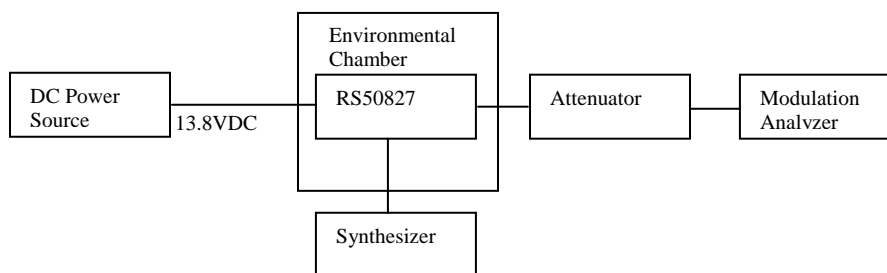 Environmental
Chamber
DC Power
Source
13.8VDC
RS50827
Attenuator
Modulation
Analyzer
Synthesizer